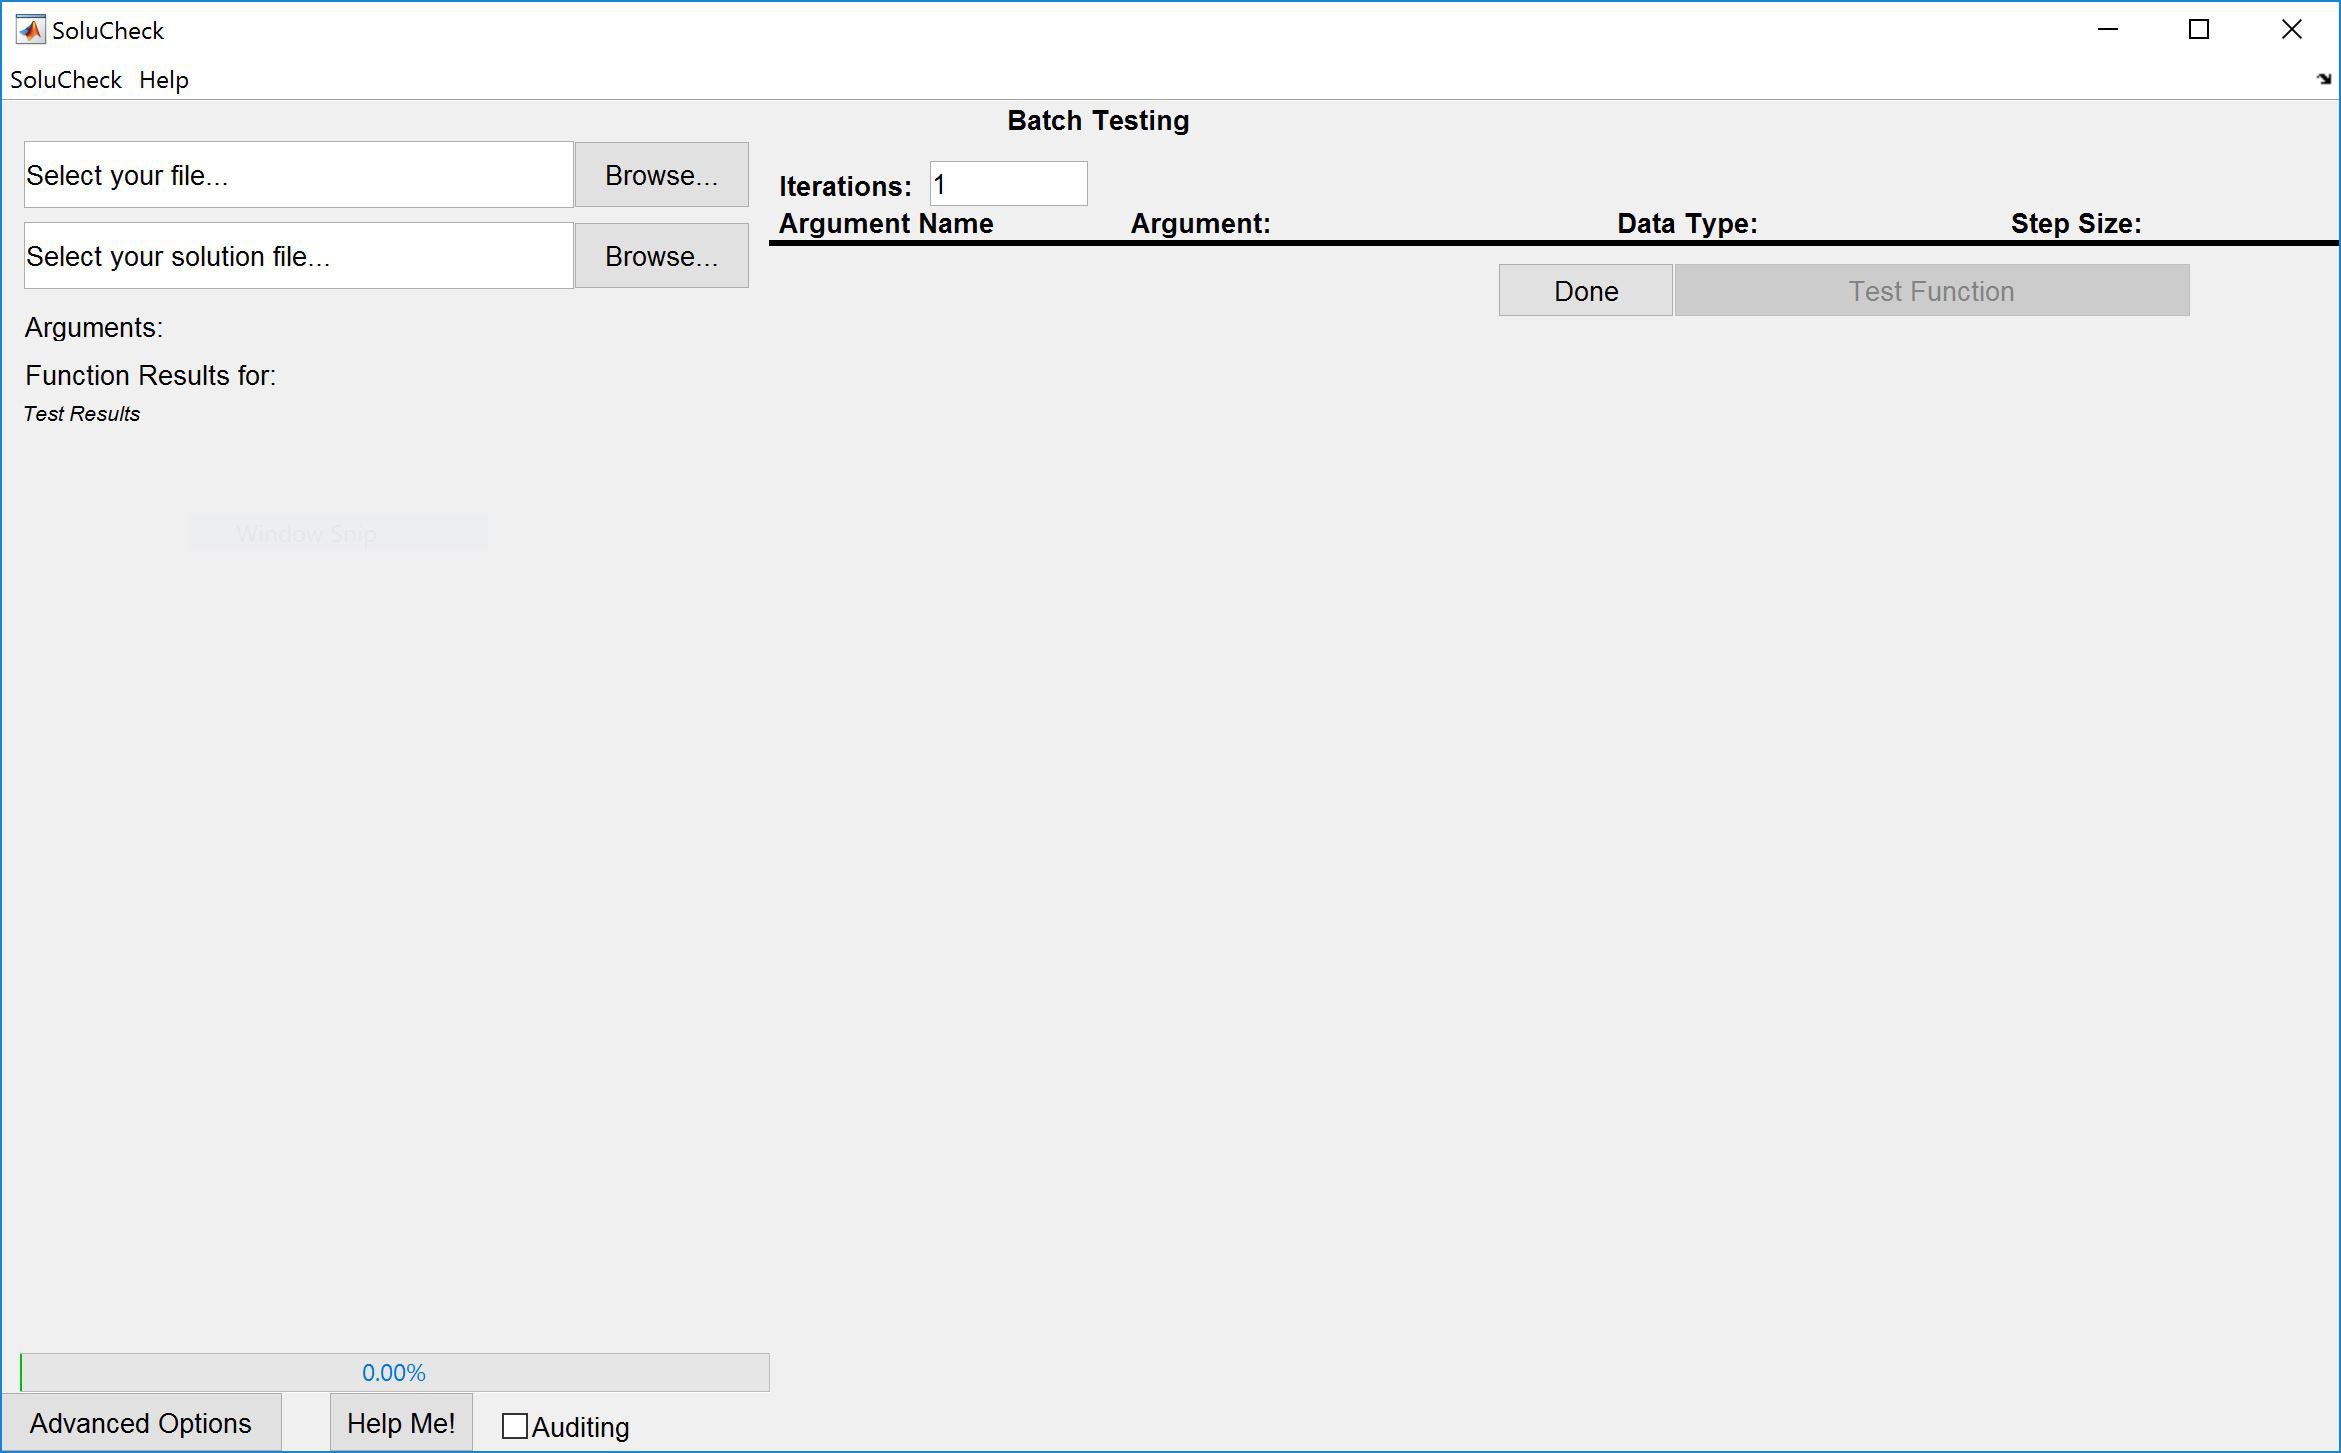 SoluCheck
SoluCheck Help
Batch Testing
Select your file... Browse...
Iterations: 1
Argument Name Argument: Data Type: Step Size:
Select your solution file... Browse...
Done Test Function
Arguments:
Function Results for:
Test Results
Window Snip
0.00%
Advanced Options Help Me! Auditing